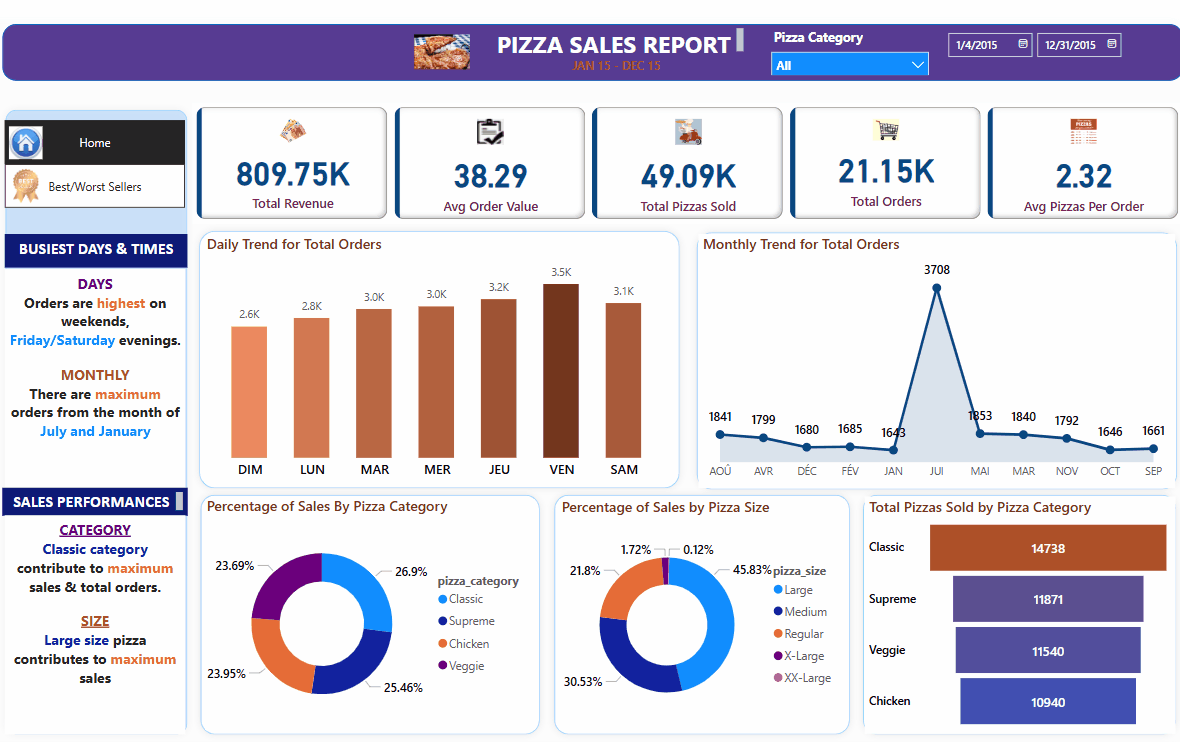 PIZZA SALES REPORT
JAN 15 - DEC 15
Pizza Category
All
1/4/2015
12/31/2015
Home
Best/Worst Sellers
809.75K
Total Revenue
38.29
Avg Order Value
49.09K
Total Pizzas Sold
21.15K
Total Orders
2.32
Avg Pizzas Per Order
BUSIEST DAYS & TIMES
DAYS
Orders are highest on
weekends,
Friday/Saturday evenings.
MONTHLY
There are maximum
orders from the month of
July and January
SALES PERFORMANCES
CATEGORY
Classic category
contribute to maximum
sales & total orders.
SIZE
Large size pizza
contributes to maximum
sales
Daily Trend for Total Orders
2.6K
2.8K
3.0K
3.0K
3.2K
3.5K
3.1K
DIM
LUN
MAR
MER
JEU
VEN
SAM
Monthly Trend for Total Orders
1841
1799
1680
1685
1643
3708
1853
1840
1792
1646
1661
AOÛ
AVR
DÉC
FÉV
JAN
JUI
MAI
MAR
NOV
OCT
SEP
Percentage of Sales By Pizza Category
23.69%
26.9%
23.95%
25.46%
pizza_category
Classic
Supreme
Chicken
Veggie
Percentage of Sales by Pizza Size
1.72%
0.12%
21.8%
45.83%
30.53%
pizza_size
Large
Medium
Regular
X-Large
XX-Large
Total Pizzas Sold by Pizza Category
Classic
14738
Supreme
11871
Veggie
11540
Chicken
10940